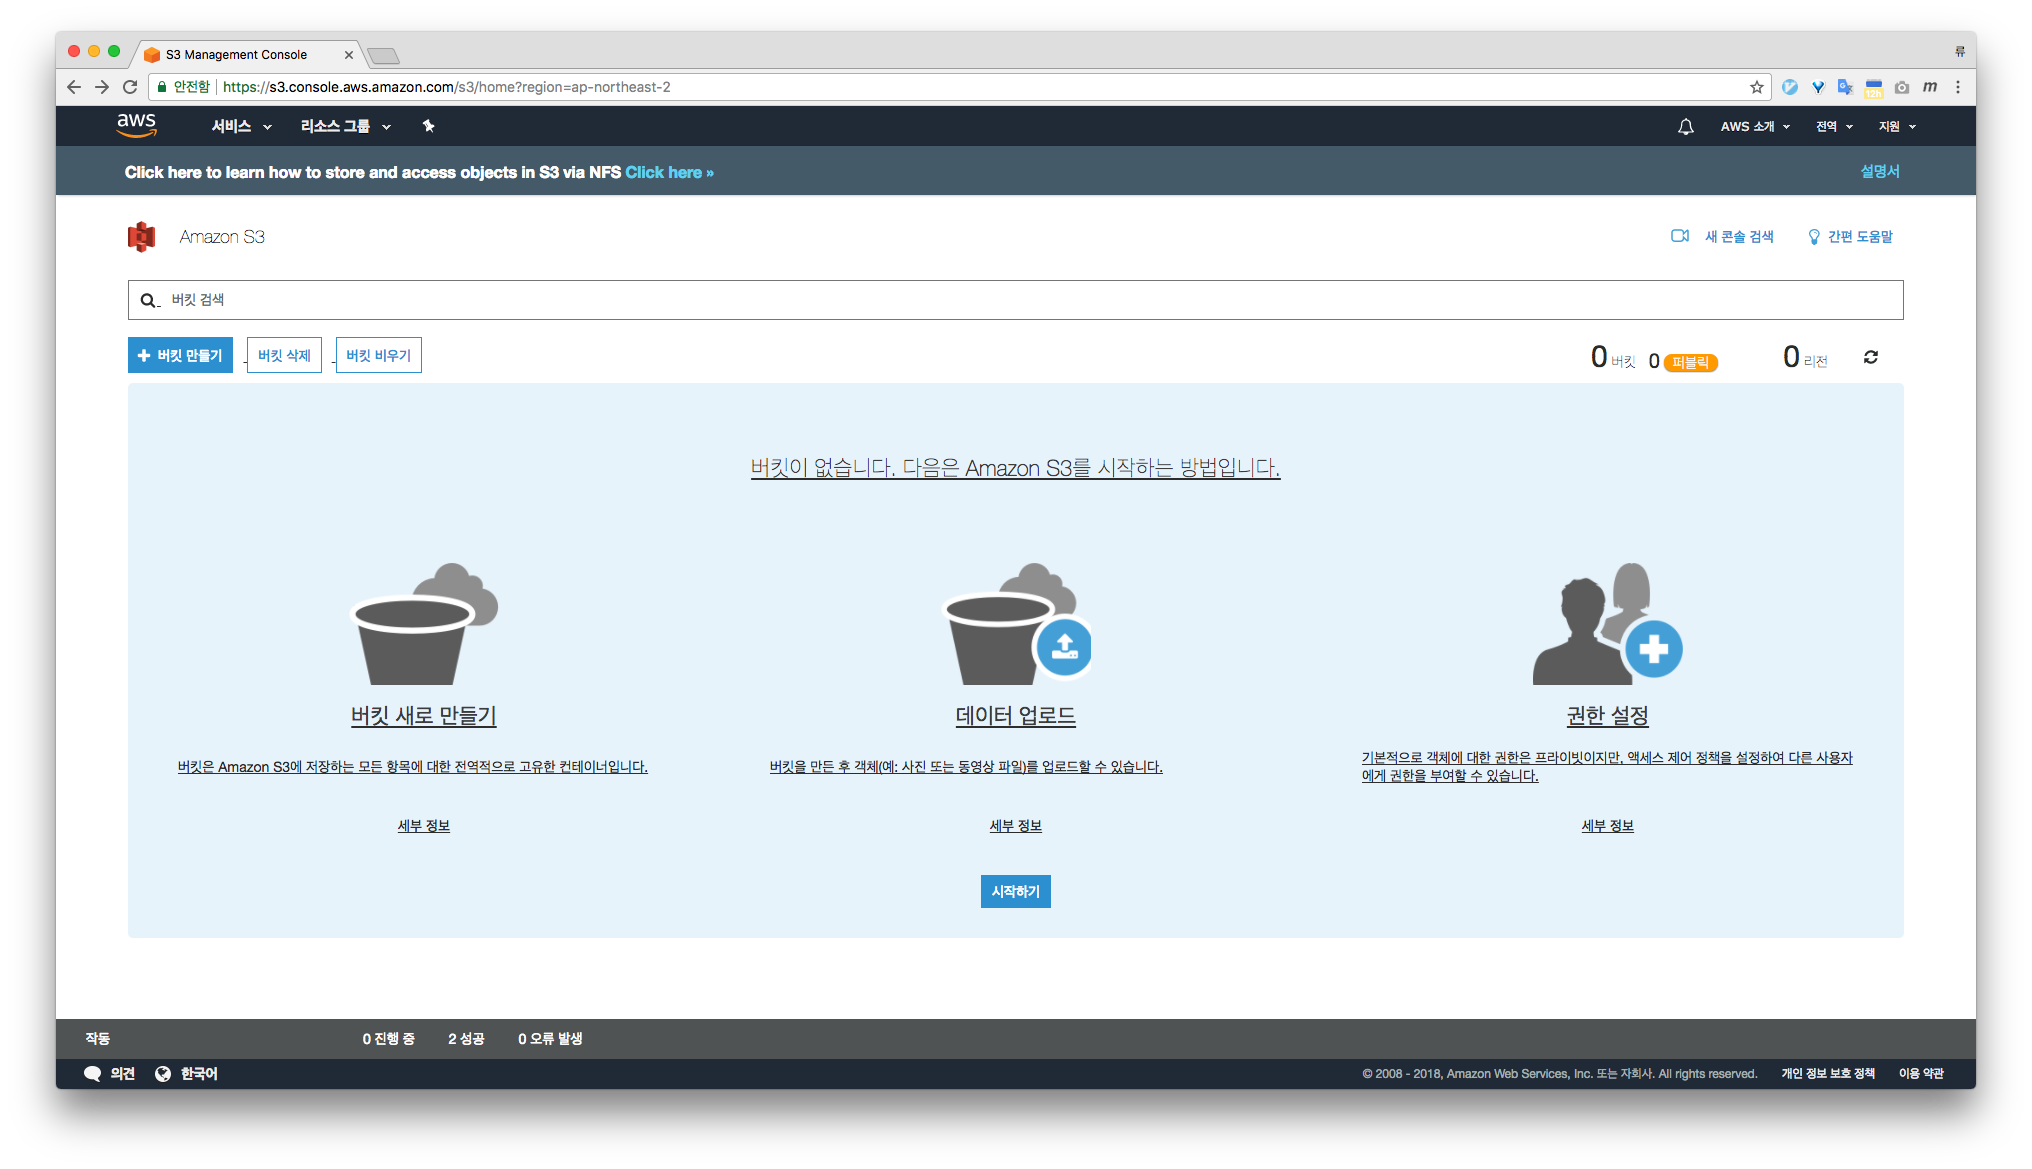 S3 Management Console
류
안전함 https://s3.console.aws.amazon.com/s3/home?region=ap-northeast-2
12h
m
aws 서비스 리소스 그룹 AWS 소개 전역 지원
Click here to learn how to store and access objects in S3 via NFS Click here » 설명서
Amazon S3 새 콘솔 검색 간편 도움말
버킷 검색
버킷 만들기 버킷 삭제 버킷 비우기 0 버킷 0 퍼블릭 0 리전
버킷이 없습니다. 다음은 Amazon S3를 시작하는 방법입니다.
버킷 새로 만들기
버킷은 Amazon S3에 저장하는 모든 항목에 대한 전역적으로 고유한 컨테이너입니다.
세부 정보
데이터 업로드
버킷을 만든 후 객체(예: 사진 또는 동영상 파일)를 업로드할 수 있습니다.
세부 정보
권한 설정
기본적으로 객체에 대한 권한은 프라이빗이지만, 액세스 제어 정책을 설정하여 다른 사용자
에게 권한을 부여할 수 있습니다.
세부 정보
시작하기
작동 0 진행 중 2 성공 0 오류 발생
의견 한국어 © 2008 - 2018, Amazon Web Services, Inc. 또는 자회사. All rights reserved. 개인 정보 보호 정책 이용 약관